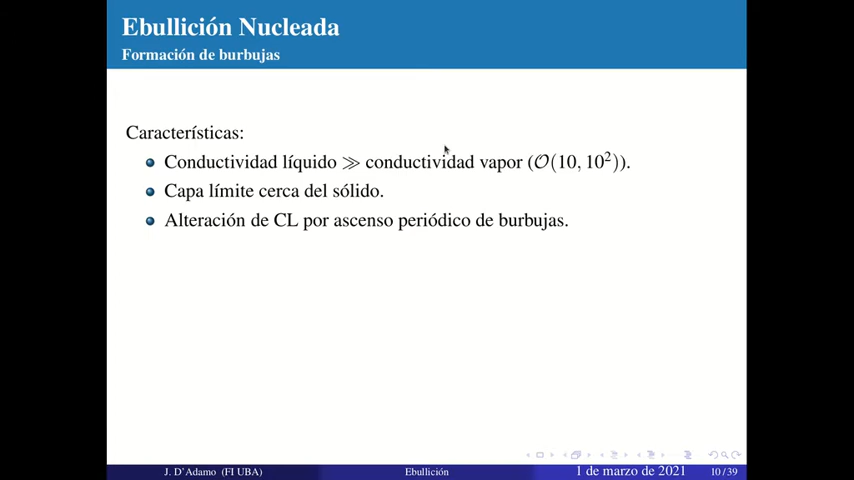 Ebullición Nucleada
Formación de burbujas
Características:
Conductividad líquido ≫ conductividad vapor (𝒪(10, 10²)).
Capa límite cerca del sólido.
Alteración de CL por ascenso periódico de burbujas.
J. D'Adamo (FI UBA) Ebullición 1 de marzo de 2021 10 / 39